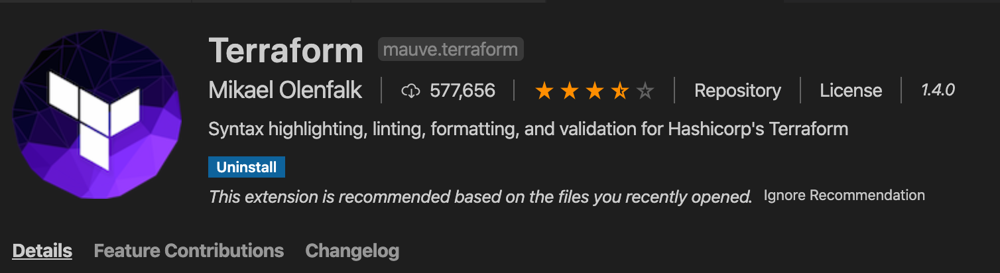 Terraform mauve.terraform
Mikael Olenfalk 577,656 Repository License 1.4.0
Syntax highlighting, linting, formatting, and validation for Hashicorp's Terraform
Uninstall
This extension is recommended based on the files you recently opened. Ignore Recommendation
Details Feature Contributions Changelog